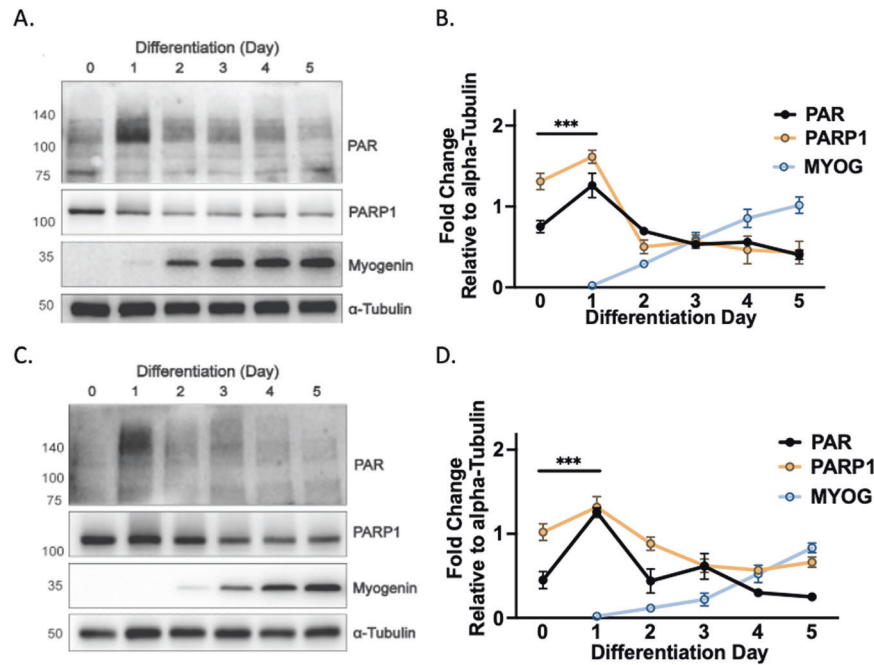 A.
Differentiation (Day)
0 1 2 3 4 5
140
100
75
PAR
100
PARP1
35
Myogenin
50
α-Tubulin
B.
Fold Change
Relative to alpha-Tubulin
2
1
0
***
PAR
PARP1
MYOG
0 1 2 3 4 5
Differentiation Day
C.
Differentiation (Day)
0 1 2 3 4 5
140
100
75
PAR
100
PARP1
35
Myogenin
50
α-Tubulin
D.
Fold Change
Relative to alpha-Tubulin
2
1
0
***
PAR
PARP1
MYOG
0 1 2 3 4 5
Differentiation Day